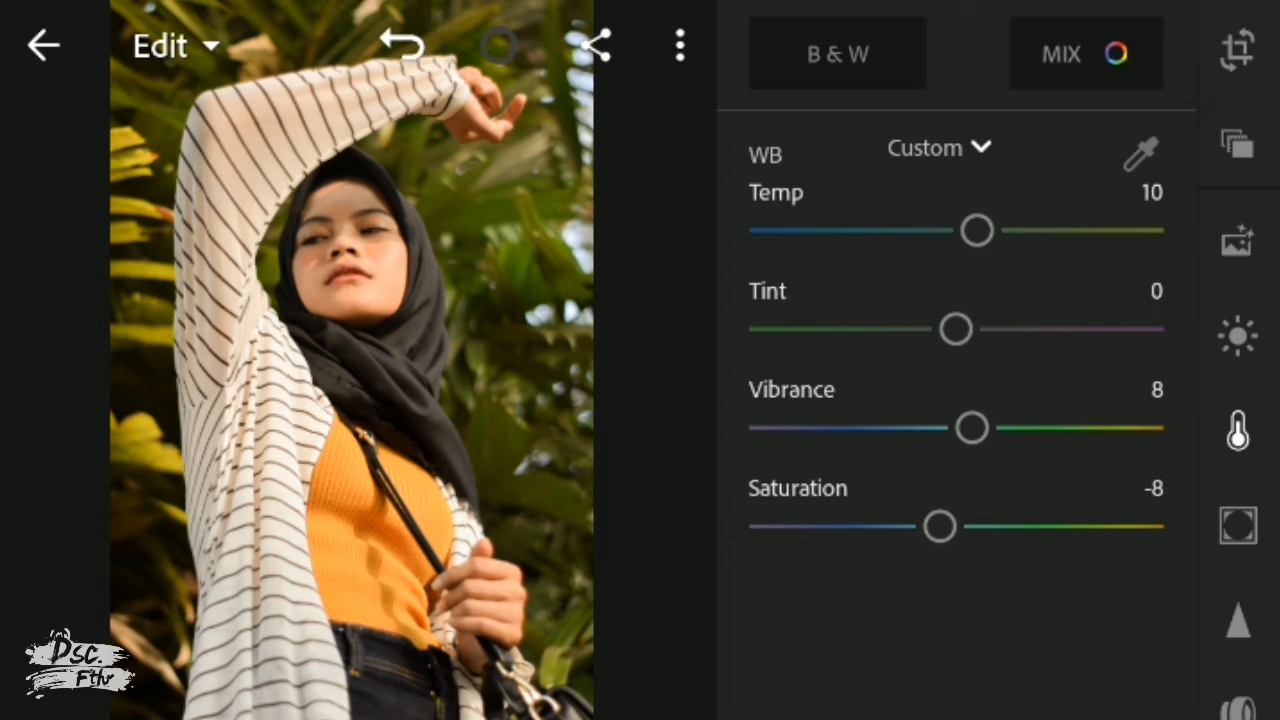 Edit
B & W
MIX
WB
Custom
Temp
10
Tint
0
Vibrance
8
Saturation
-8
Dsc.
Fthr